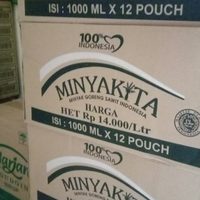 ISI : 1000 ML X 12 POUCH
100%
INDONESIA
MINYAKITA
MINYAK GORENG SAWIT INDONESIA
HARGA
HET Rp 14.000/Ltr
ISI : 1000 ML X 12 POUCH
Marjan
100%
INDONESIA
MINYAKITA